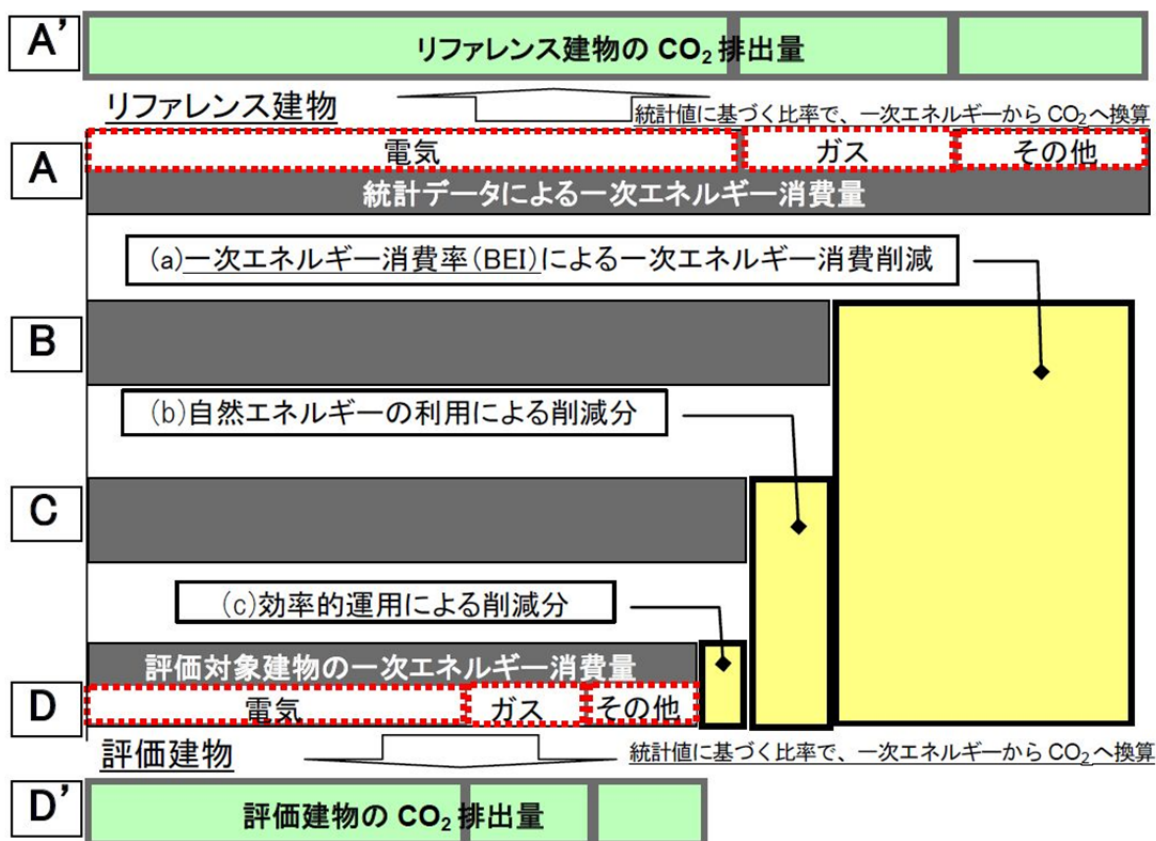 A’
リファレンス建物の CO₂ 排出量
リファレンス建物
統計値に基づく比率で、一次エネルギーから CO₂ へ換算
A
電気
ガス
その他
統計データによる一次エネルギー消費量
(a)一次エネルギー消費率(BEI)による一次エネルギー消費削減
B
(b)自然エネルギーの利用による削減分
C
(c)効率的運用による削減分
評価対象建物の一次エネルギー消費量
D
電気
ガス
その他
評価建物
統計値に基づく比率で、一次エネルギーから CO₂ へ換算
D’
評価建物の CO₂ 排出量